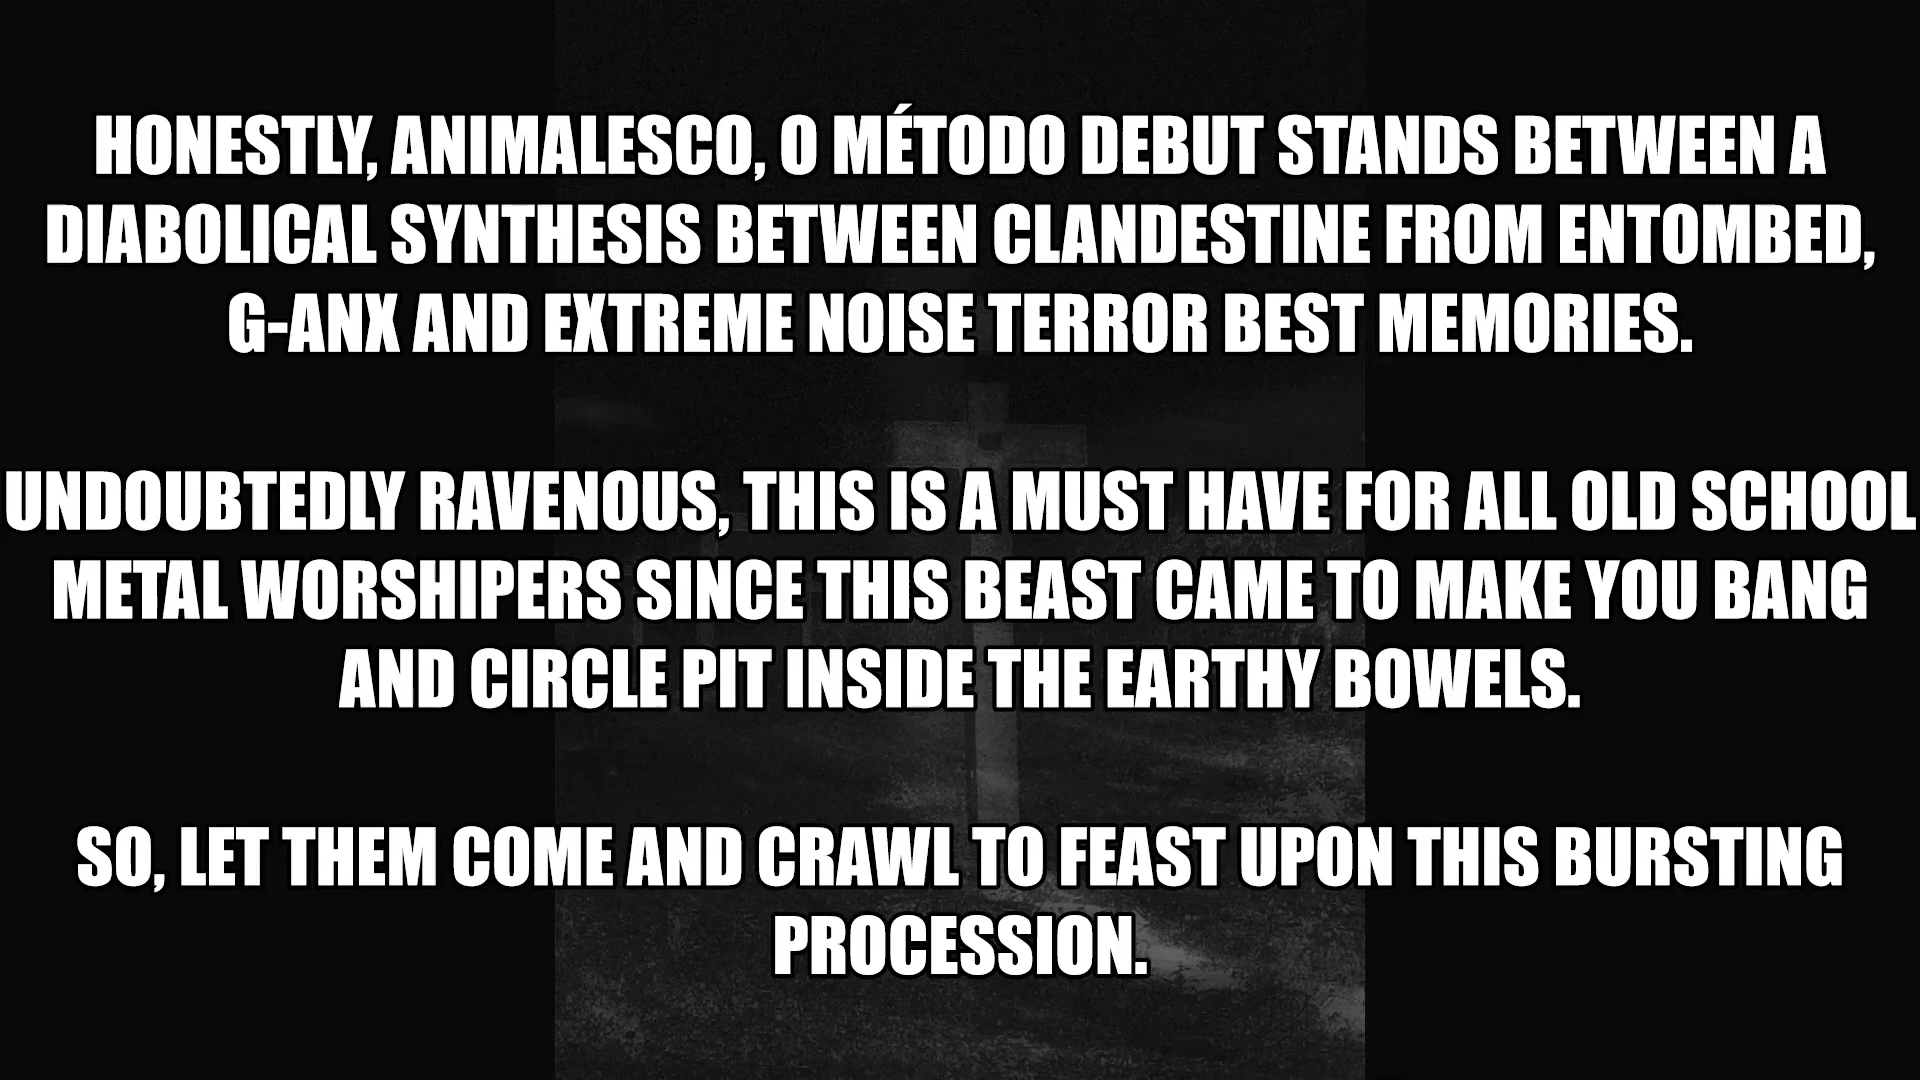 HONESTLY, ANIMALESCO, O MÉTODO DEBUT STANDS BETWEEN A
DIABOLICAL SYNTHESIS BETWEEN CLANDESTINE FROM ENTOMBED,
G-ANX AND EXTREME NOISE TERROR BEST MEMORIES.
UNDOUBTEDLY RAVENOUS, THIS IS A MUST HAVE FOR ALL OLD SCHOOL
METAL WORSHIPERS SINCE THIS BEAST CAME TO MAKE YOU BANG
AND CIRCLE PIT INSIDE THE EARTHY BOWELS.
SO, LET THEM COME AND CRAWL TO FEAST UPON THIS BURSTING
PROCESSION.